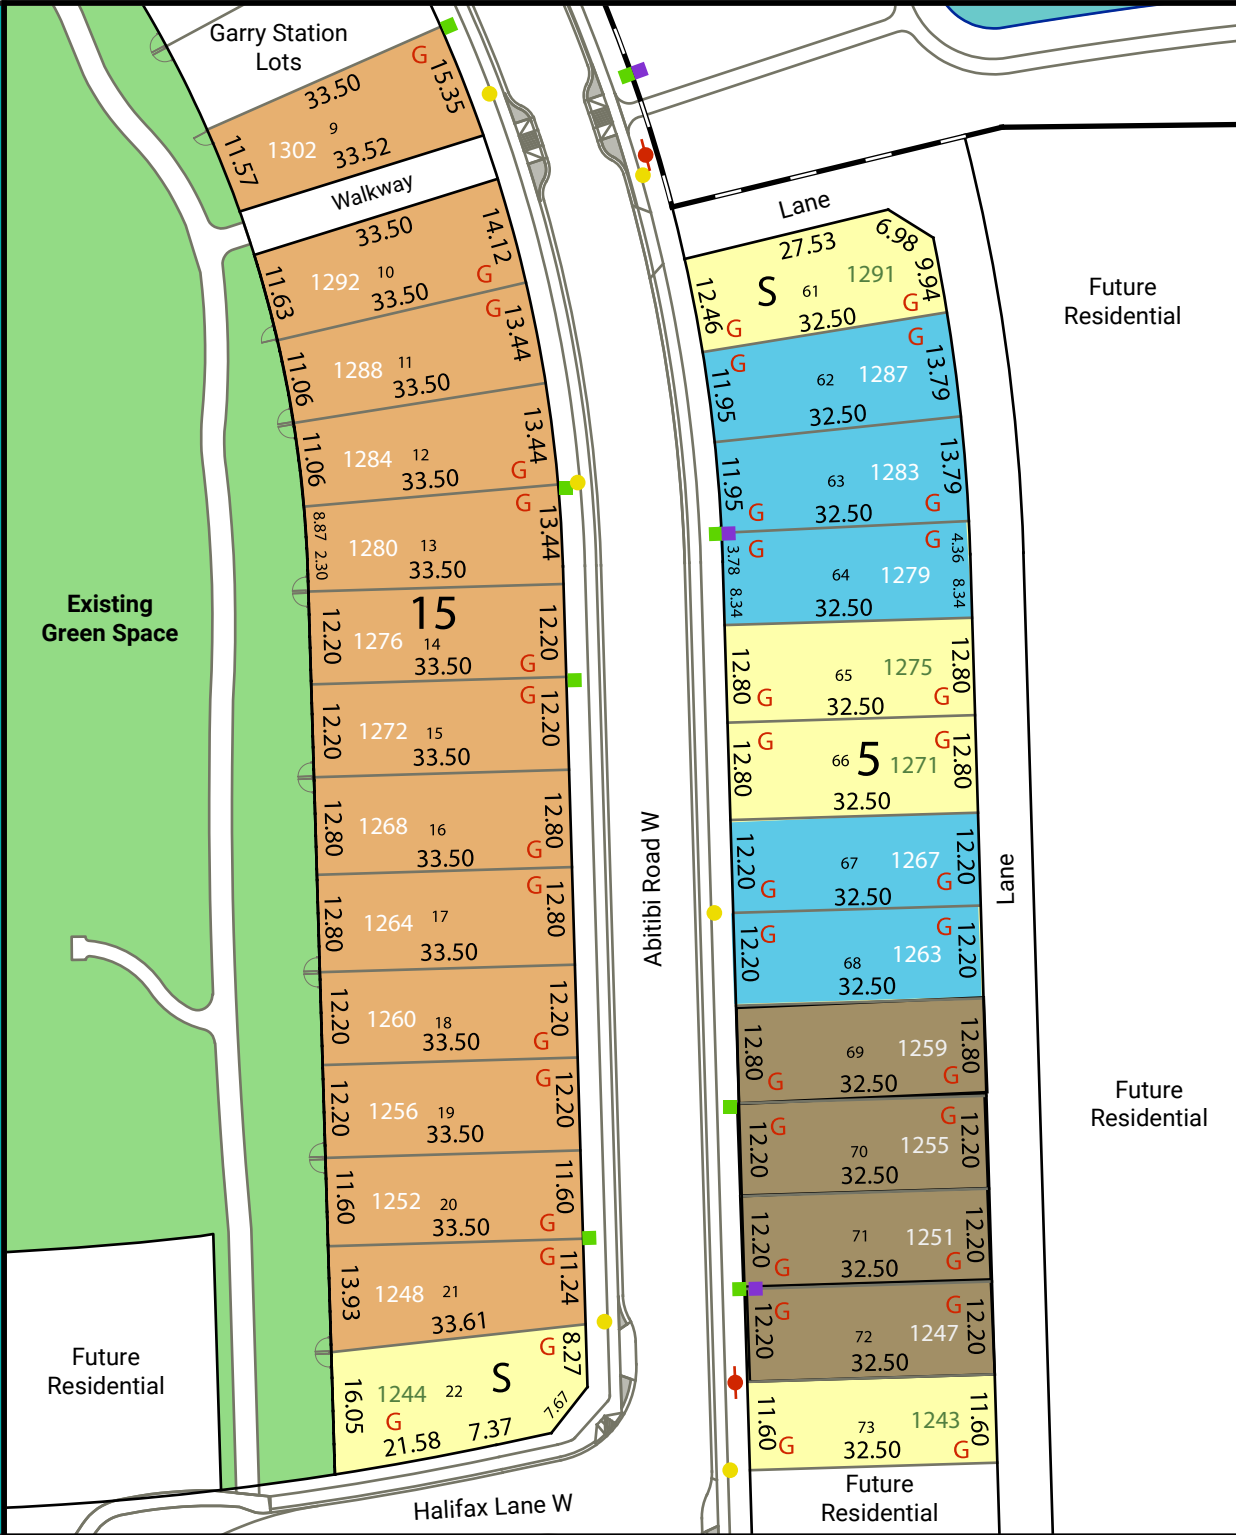 Garry Station
Lots
G
15.35
33.50
11.57
1302
9
33.52
Walkway
33.50
14.12
11.63
1292
10
33.50
G
G
13.44
11.06
1288
11
33.50
11.06
1284
12
33.50
13.44
G
G
13.44
8.87
2.30
1280
13
33.50
15
12.20
1276
14
33.50
12.20
G
G
12.20
12.20
1272
15
33.50
12.80
1268
16
33.50
12.80
G
G
12.80
12.80
1264
17
33.50
12.20
1260
18
33.50
12.20
G
G
12.20
12.20
1256
19
33.50
11.60
1252
20
33.50
11.60
G
G
11.24
13.93
1248
21
33.61
G
8.27
16.05
1244
22
S
G
21.58
7.37
7.67
Existing
Green Space
Future
Residential
Halifax Lane W
Abitibi Road W
Lane
27.53
6.98
9.94
12.46
S
61
1291
32.50
G
G
G
G
11.95
62
1287
13.79
32.50
11.95
63
1283
13.79
32.50
G
G
G
G
3.78
8.34
64
1279
4.36
8.34
32.50
12.80
65
1275
12.80
32.50
G
G
G
G
12.80
66
5
1271
12.80
32.50
12.20
67
1267
12.20
32.50
G
G
G
G
12.20
68
1263
12.20
32.50
12.80
69
1259
12.80
32.50
G
G
G
G
12.20
70
1255
12.20
32.50
12.20
71
1251
12.20
32.50
G
G
G
G
12.20
72
1247
12.20
32.50
11.60
73
1243
11.60
32.50
G
G
Future
Residential
Lane
Future
Residential
Future
Residential